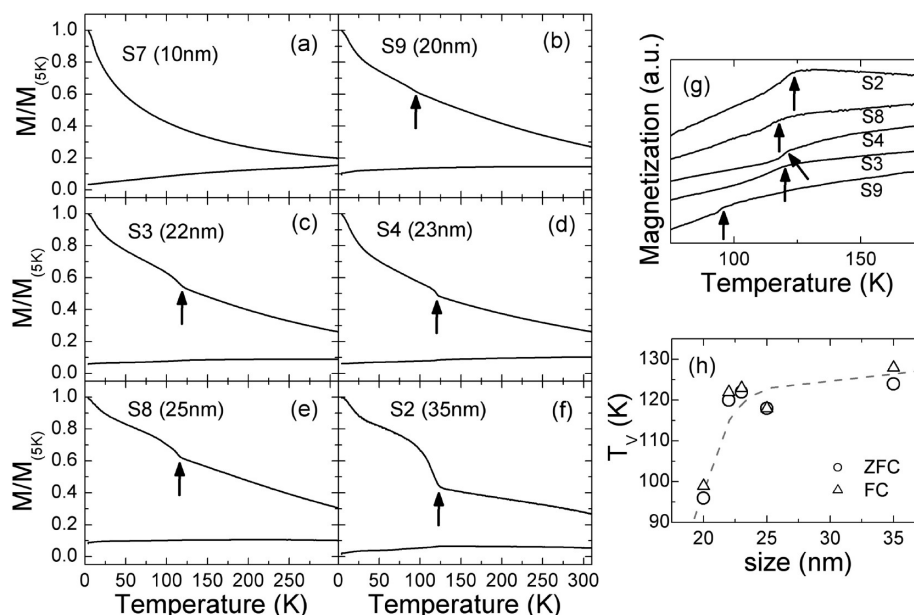 S7 (10nm)
(a)
M/M(5K)
1.0
0.8
0.6
0.4
0.2
0.0
S9 (20nm)
(b)
S3 (22nm)
(c)
M/M(5K)
1.0
0.8
0.6
0.4
0.2
0.0
S4 (23nm)
(d)
S8 (25nm)
(e)
M/M(5K)
1.0
0.8
0.6
0.4
0.2
0.0
0 50 100 150 200 250
Temperature (K)
S2 (35nm)
(f)
0 50 100 150 200 250 300
Temperature (K)
(g)
Magnetization (a.u.)
S2
S8
S4
S3
S9
100 150
Temperature (K)
(h)
TV (K)
130
120
110
100
90
ZFC
FC
20 25 30 35
size (nm)